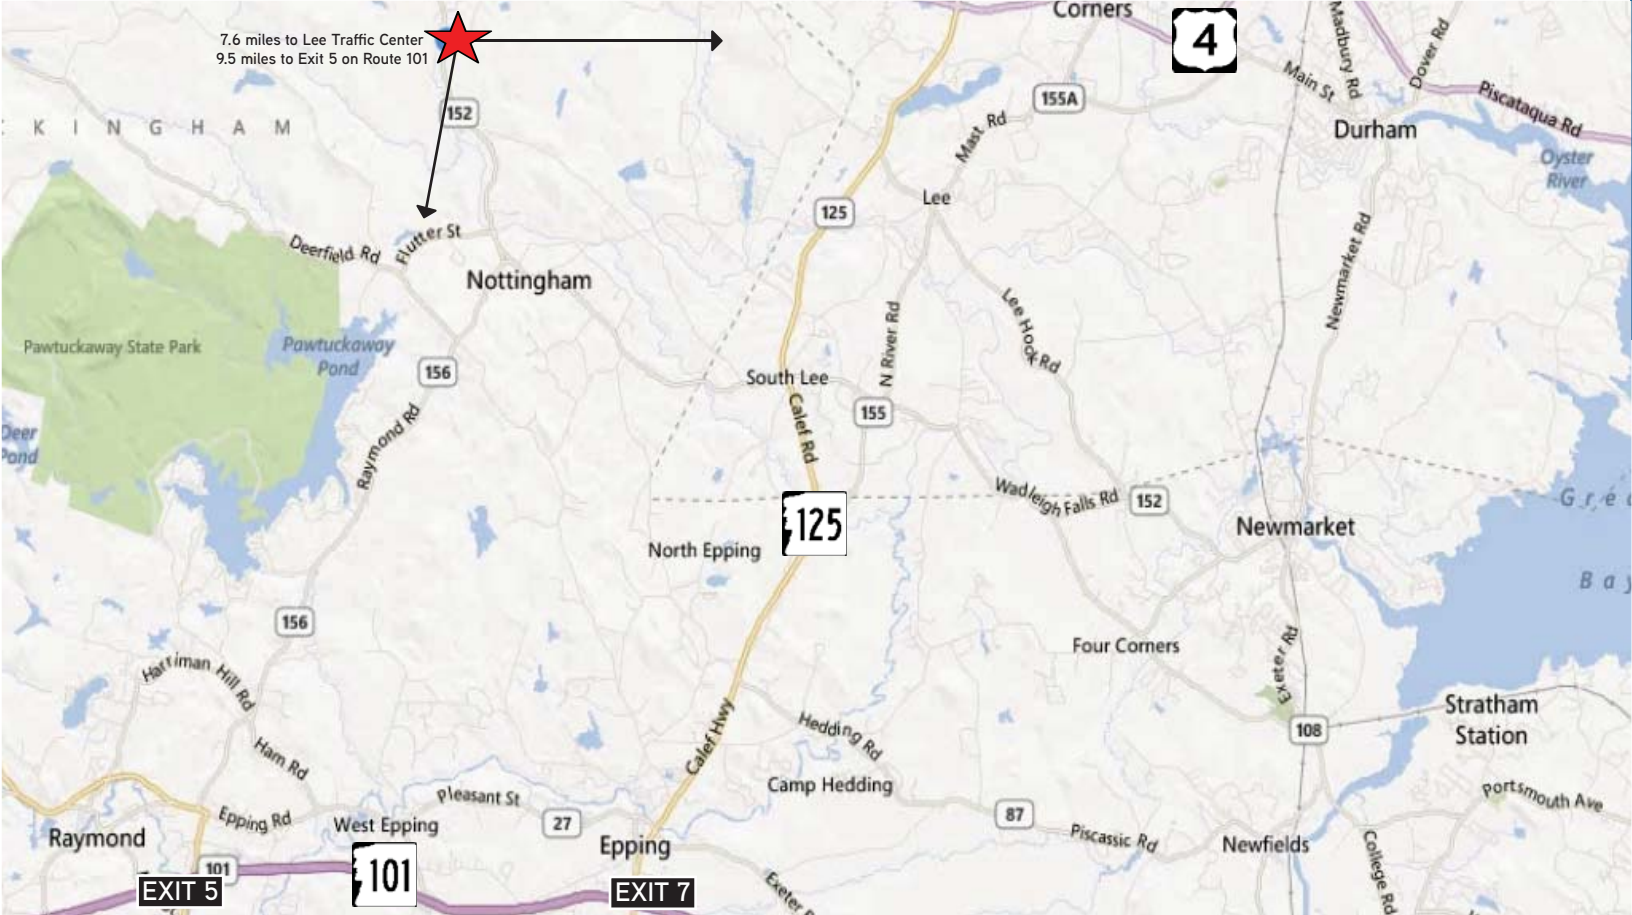 Corners
4
7.6 miles to Lee Traffic Center
9.5 miles to Exit 5 on Route 101
Madbury Rd
Dover Rd
Main St
155A
Piscataqua Rd
152
KINGHAM
Mast Rd
Durham
Oyster
River
Lee
125
Flutter St
Deerfield Rd
Nottingham
Newmarket Rd
Lee Hook Rd
N River Rd
Pawtuckaway State Park
Pawtuckaway
Pond
156
South Lee
155
Calef Rd
Raymond Rd
Deer
Pond
Wadleigh Falls Rd
152
125
Newmarket
North Epping
Bay
156
Four Corners
Exeter Rd
Harriman Hill Rd
Stratham
Station
108
Hedding Rd
Calef Hwy
Ham Rd
Camp Hedding
Pleasant St
Portsmouth Ave
Epping Rd
West Epping
27
87
Raymond
Epping
Piscassic Rd
Newfields
College Rd
101
101
EXIT 5
EXIT 7
Exeter